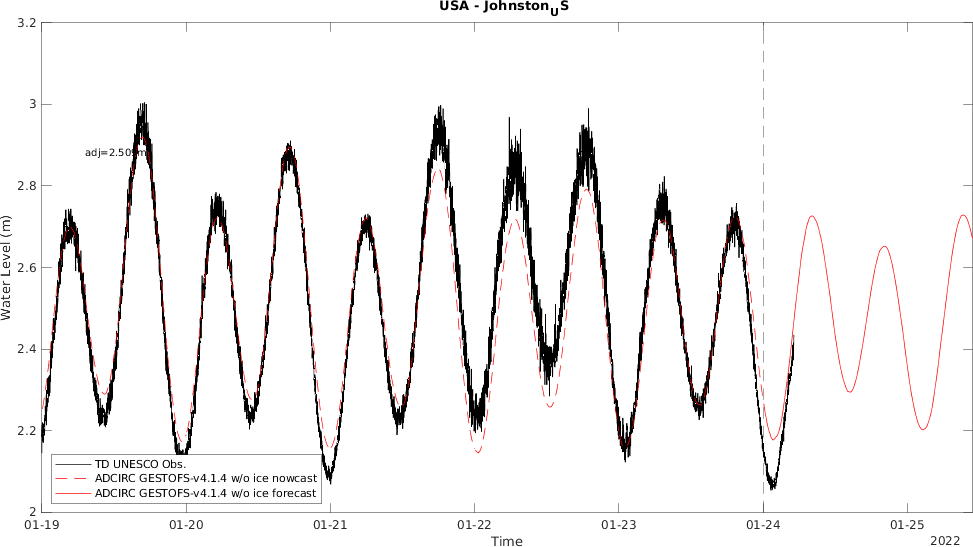 USA - Johnston_US
3.2
3
2.8
2.6
2.4
2.2
2
Water Level (m)
adj=2.509m
TD UNESCO Obs.
ADCIRC GESTOFS-v4.1.4 w/o ice nowcast
ADCIRC GESTOFS-v4.1.4 w/o ice forecast
01-19 01-20 01-21 01-22 01-23 01-24 01-25
Time
2022